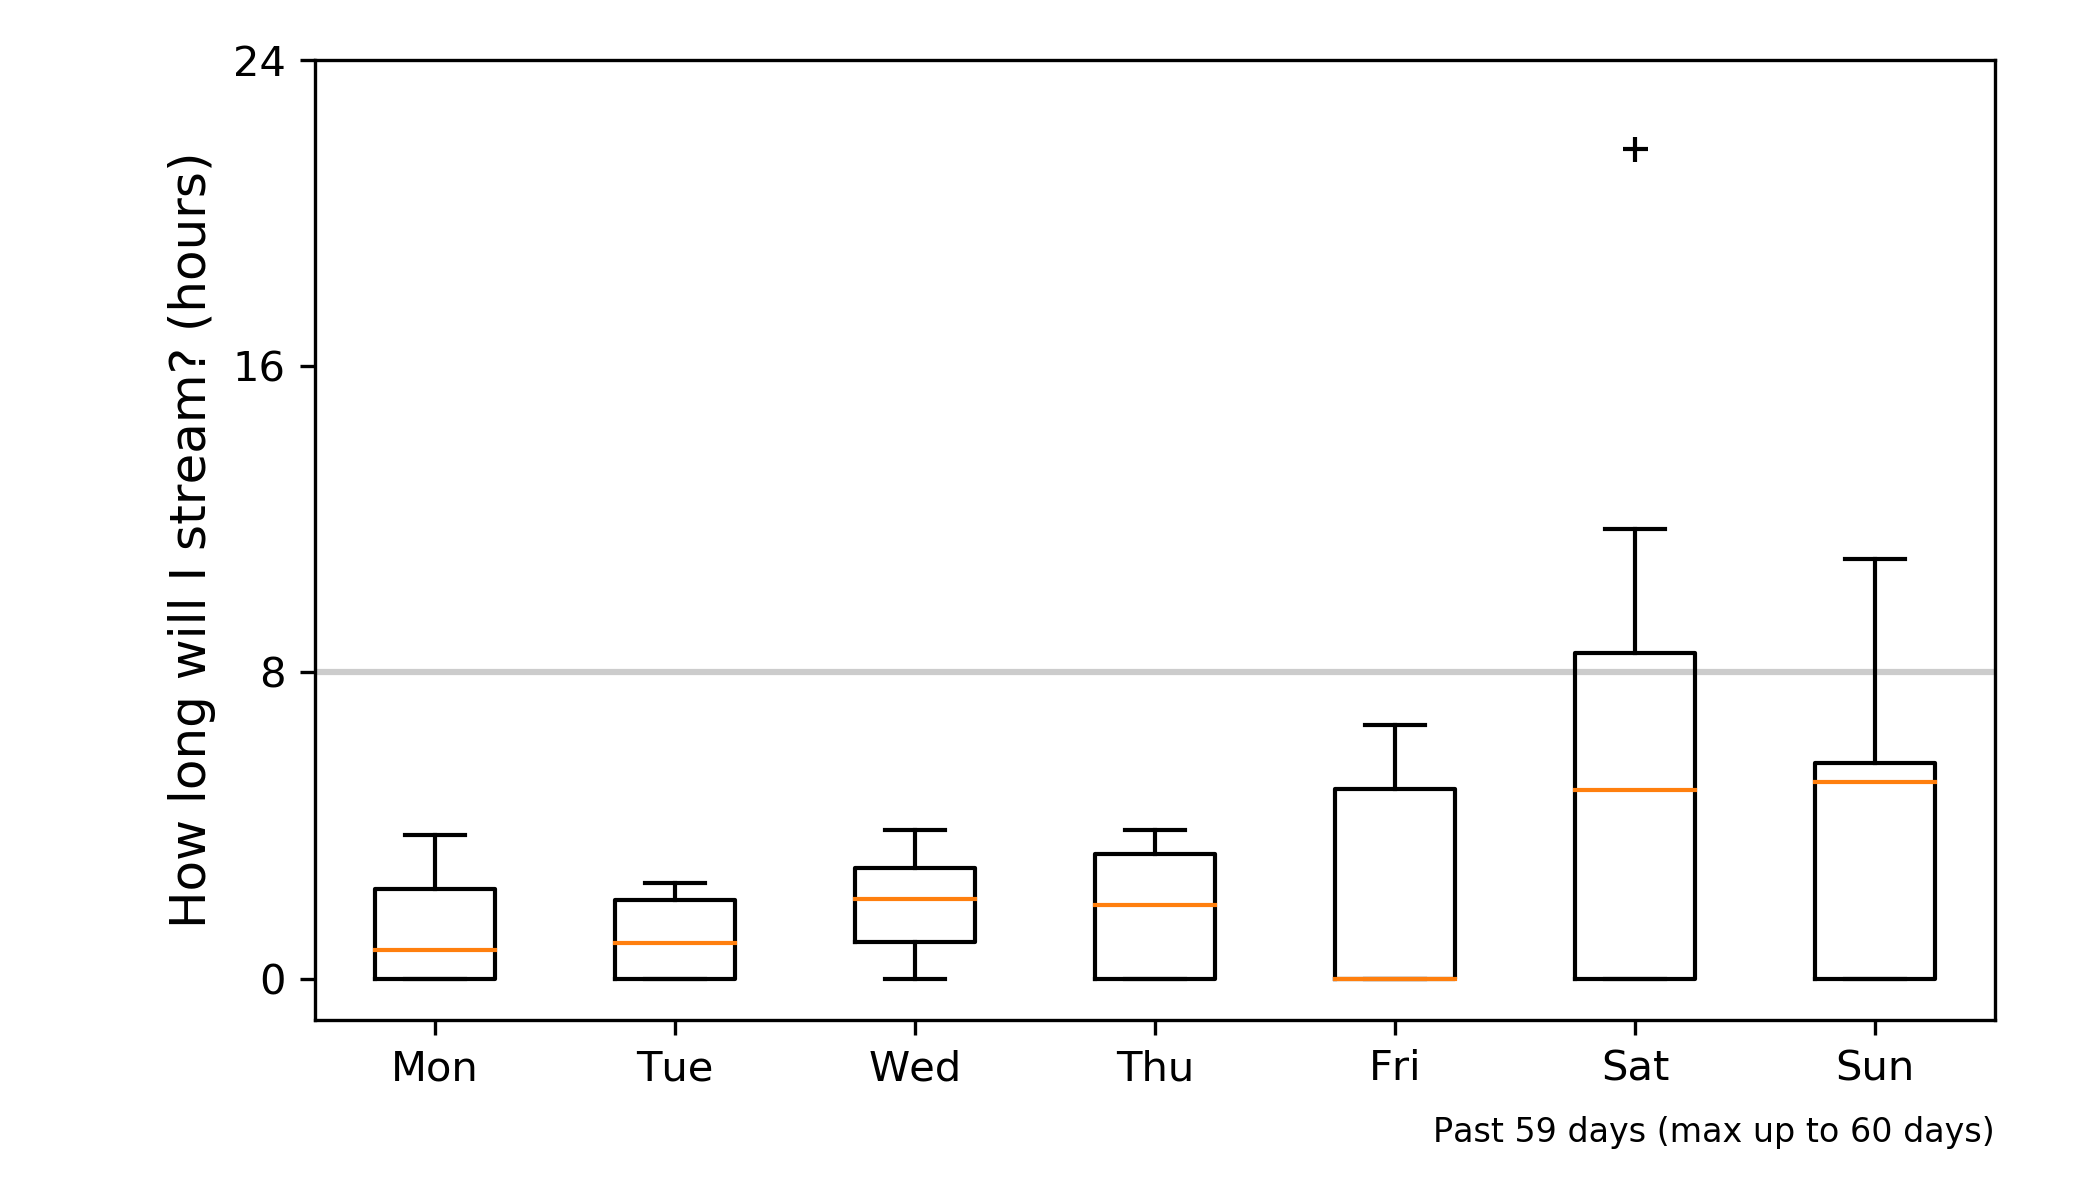 How long will I stream? (hours)
24
16
8
0
Mon Tue Wed Thu Fri Sat Sun
Past 59 days (max up to 60 days)